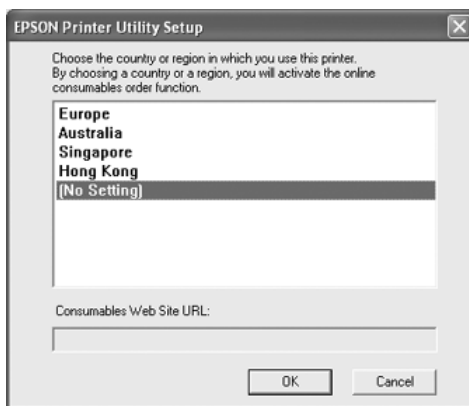 EPSON Printer Utility Setup
Choose the country or region in which you use this printer.
By choosing a country or a region, you will activate the online
consumables order function.
Europe
Australia
Singapore
Hong Kong
(No Setting)
Consumables Web Site URL:
OK
Cancel